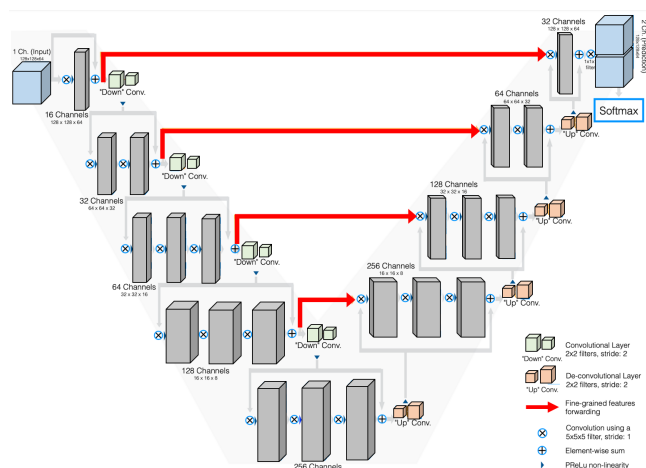 1 Ch. (Input)
128x128x64
"Down" Conv.
16 Channels
128 x 128 x 64
"Down" Conv.
32 Channels
64 x 64 x 32
"Down" Conv.
64 Channels
32 x 32 x 16
"Down" Conv.
128 Channels
16 x 16 x 8
256 Channels
"Up" Conv.
256 Channels
16 x 16 x 8
"Up" Conv.
128 Channels
32 x 32 x 16
"Up" Conv.
64 Channels
64 x 64 x 32
"Up" Conv.
32 Channels
128 x 128 x 64
1x1x
filter
2 Ch. (Prediction)
Softmax
Convolutional Layer
2x2 filters, stride: 2
"Down" Conv.
De-convolutional Layer
2x2 filters, stride: 2
"Up" Conv.
Fine-grained features
forwarding
Convolution using a
5x5x5 filter, stride: 1
Element-wise sum
PReLu non-linearity